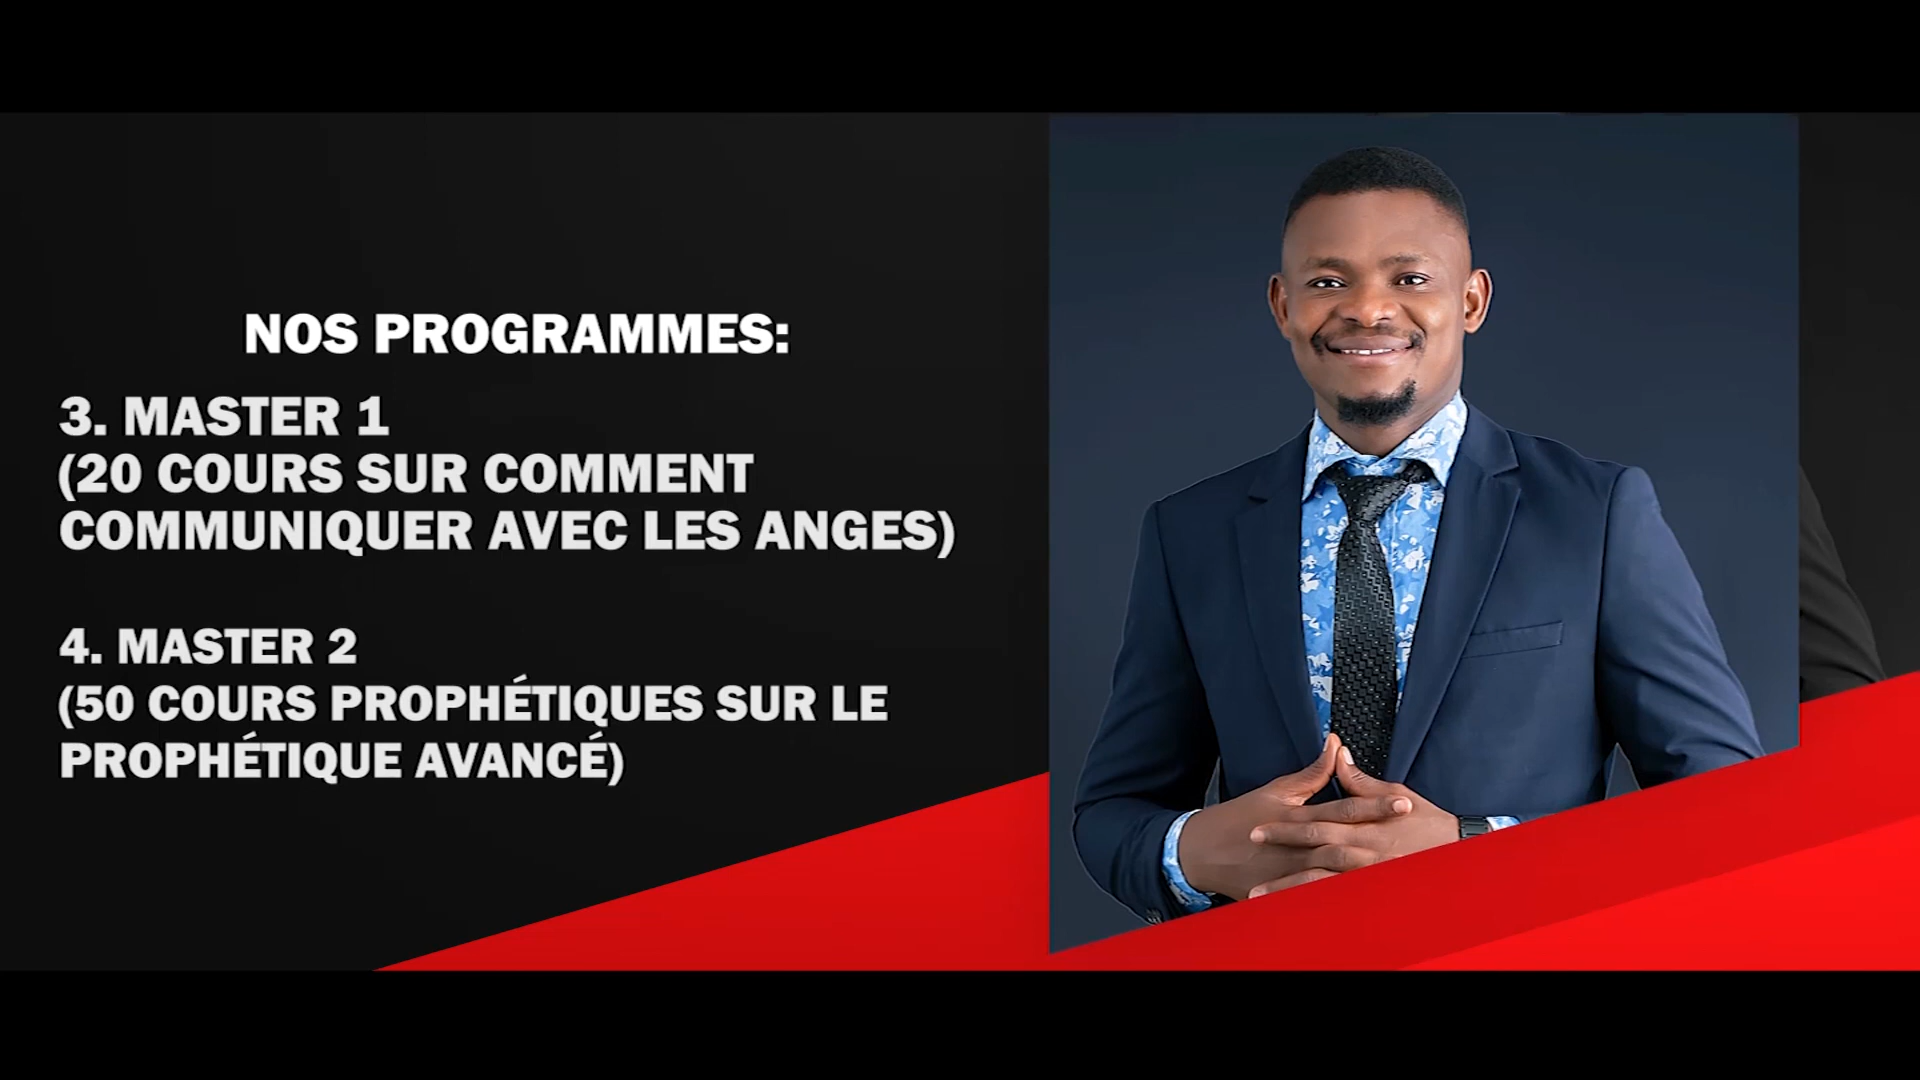 NOS PROGRAMMES:
3. MASTER 1
(20 COURS SUR COMMENT
COMMUNIQUER AVEC LES ANGES)
4. MASTER 2
(50 COURS PROPHÉTIQUES SUR LE
PROPHÉTIQUE AVANCÉ)